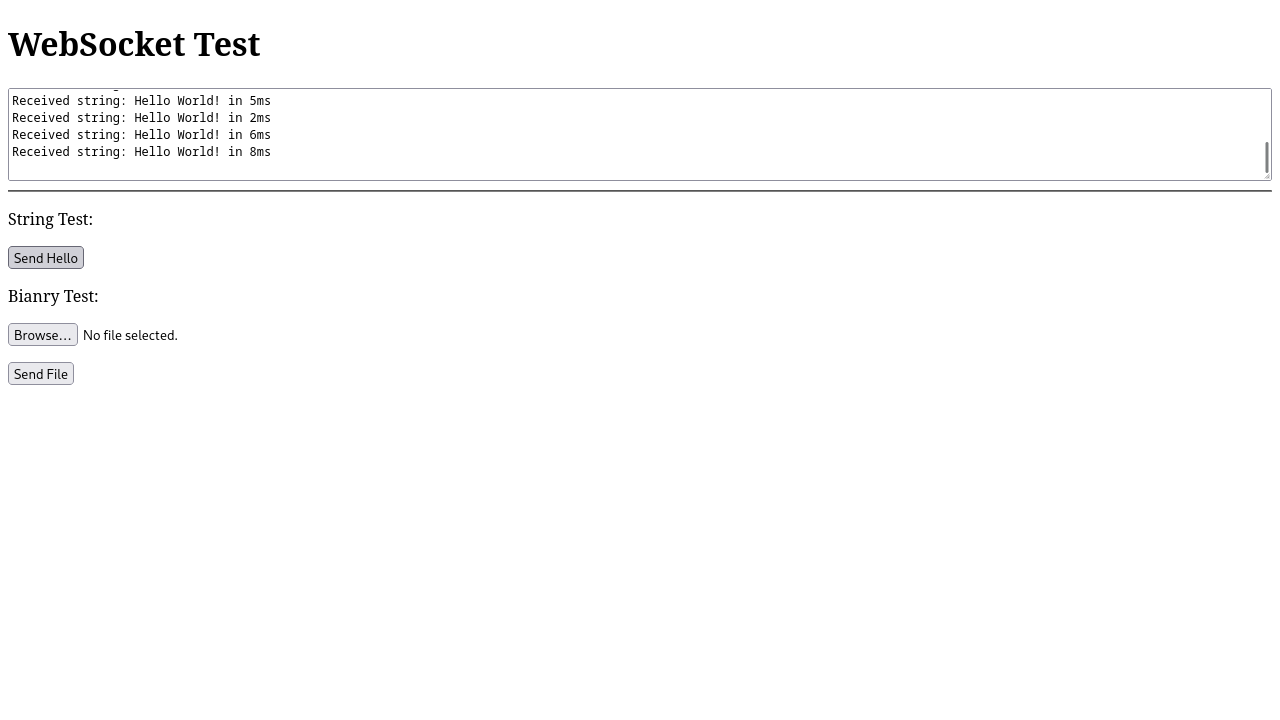 WebSocket Test
Received string: Hello World! in 5ms
Received string: Hello World! in 2ms
Received string: Hello World! in 6ms
Received string: Hello World! in 8ms
String Test:
Send Hello
Bianry Test:
Browse... No file selected.
Send File